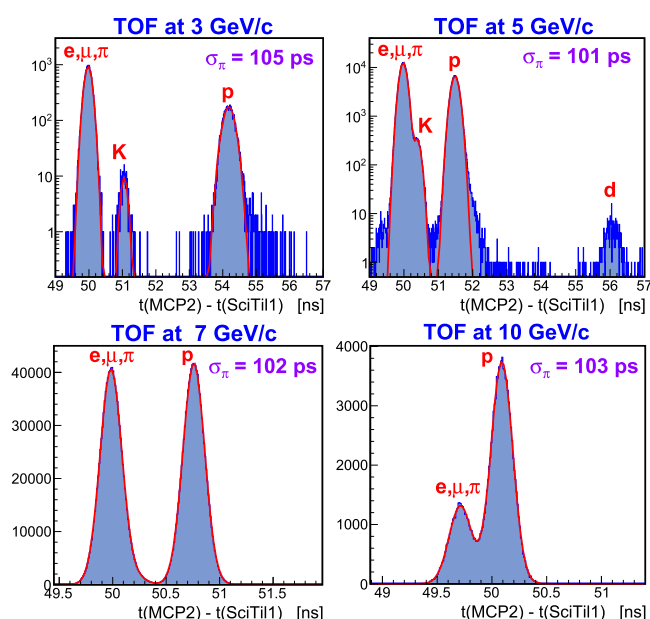 TOF at 3 GeV/c
e,μ,π
σπ = 105 ps
K
p
10³
10²
10
1
49 50 51 52 53 54 55 56 57
t(MCP2) - t(SciTil1) [ns]
TOF at 5 GeV/c
e,μ,π
p
σπ = 101 ps
K
d
10⁴
10³
10²
10
1
49 50 51 52 53 54 55 56 57
t(MCP2) - t(SciTil1) [ns]
TOF at 7 GeV/c
e,μ,π
p
σπ = 102 ps
40000
30000
20000
10000
0
49.5 50 50.5 51 51.5
t(MCP2) - t(SciTil1) [ns]
TOF at 10 GeV/c
p
σπ = 103 ps
e,μ,π
4000
3000
2000
1000
0
49 49.5 50 50.5 51
t(MCP2) - t(SciTil1) [ns]